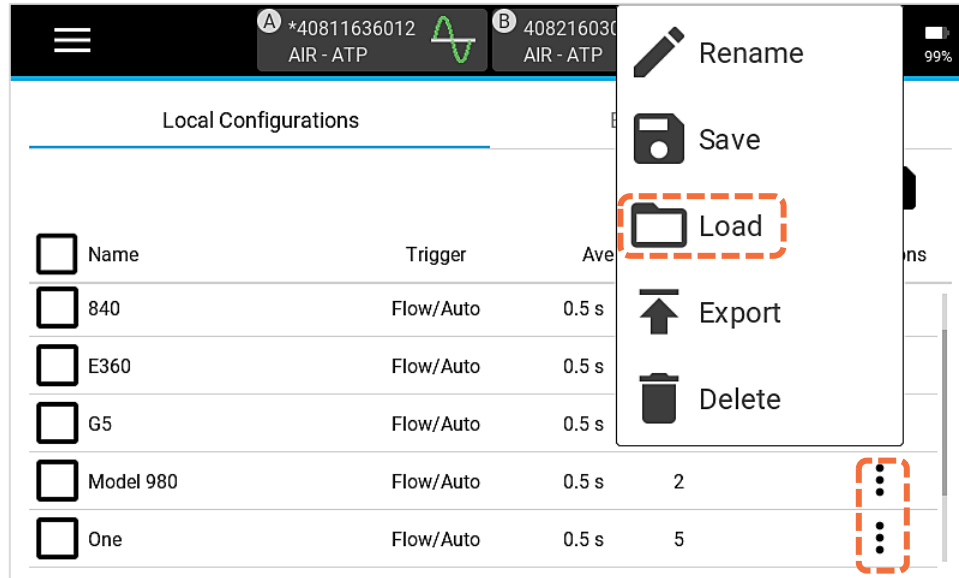 A *40811636012
AIR - ATP
B 408216030
AIR - ATP
99%
Rename
Save
Load
Export
Delete
Local Configurations
Name Trigger Ave ons
840 Flow/Auto 0.5 s
E360 Flow/Auto 0.5 s
G5 Flow/Auto 0.5 s
Model 980 Flow/Auto 0.5 s 2
One Flow/Auto 0.5 s 5